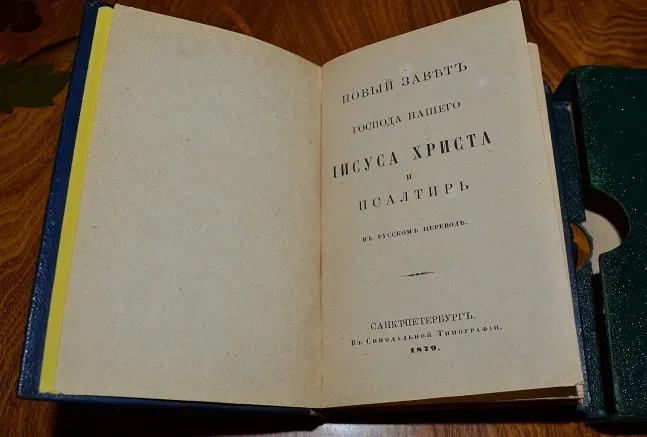 НОВЫЙ ЗАВѢТЪ
ГОСПОДА НАШЕГО
ІИСУСА ХРИСТА
И
ПСАЛТИРЬ
ВЪ РУССКОМЪ ПЕРЕВОДѢ.
САНКТПЕТЕРБУРГЪ.
Въ Синодальной Типографіи.
1879.